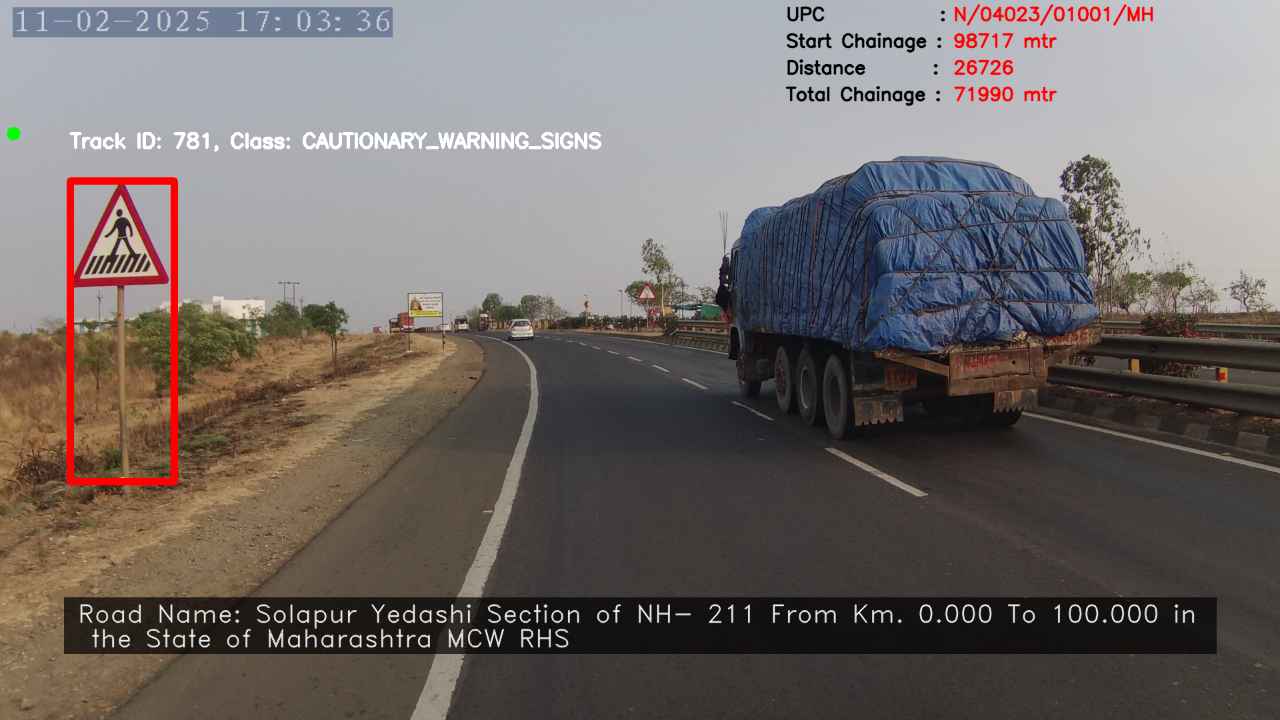 11-02-2025 17:03:36
UPC : N/04023/01001/MH
Start Chainage : 98717 mtr
Distance : 26726
Total Chainage : 71990 mtr
Track ID: 781, Class: CAUTIONARY_WARNING_SIGNS
Road Name: Solapur Yedashi Section of NH- 211 From Km. 0.000 To 100.000 in
the State of Maharashtra MCW RHS